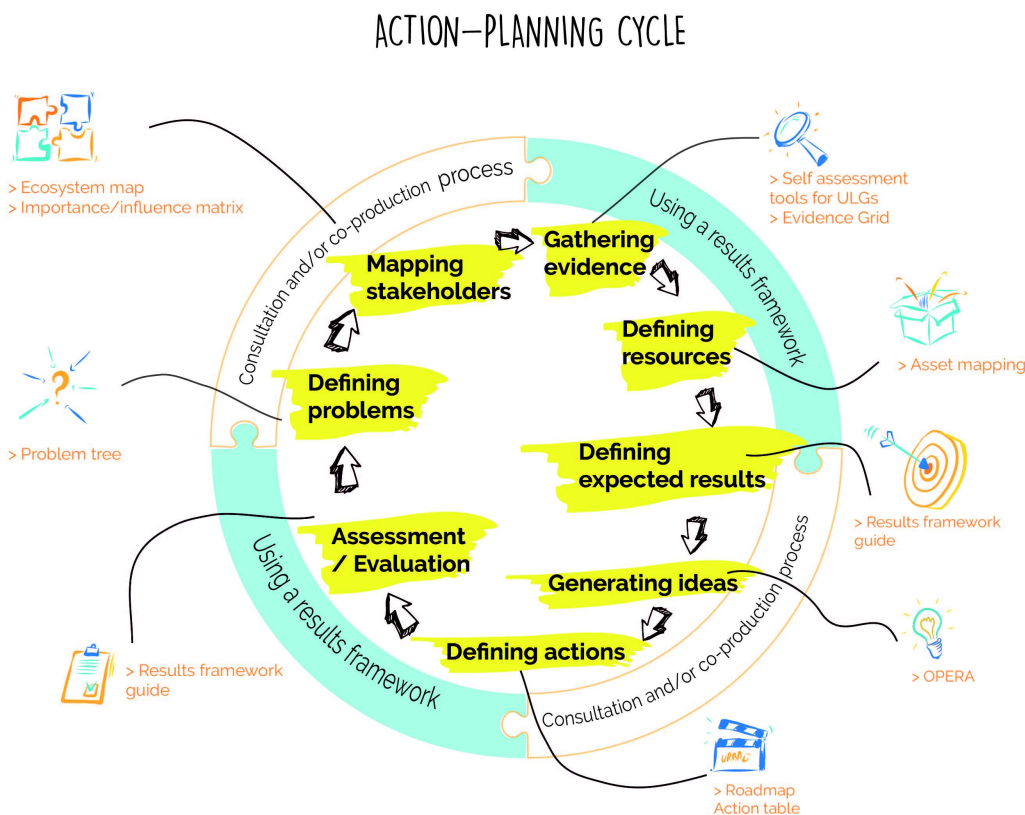 ACTION-PLANNING CYCLE
> Ecosystem map
> Importance/influence matrix
Consultation and/or co-production process
Using a results framework
> Self assessment
tools for ULGs
> Evidence Grid
Mapping
stakeholders
Gathering
evidence
Defining
resources
> Asset mapping
Defining
problems
> Problem tree
Defining
expected results
> Results framework
guide
Assessment
/ Evaluation
Generating ideas
> OPERA
Defining actions
> Results framework
guide
Using a results framework
Consultation and/or co-production process
> Roadmap
Action table